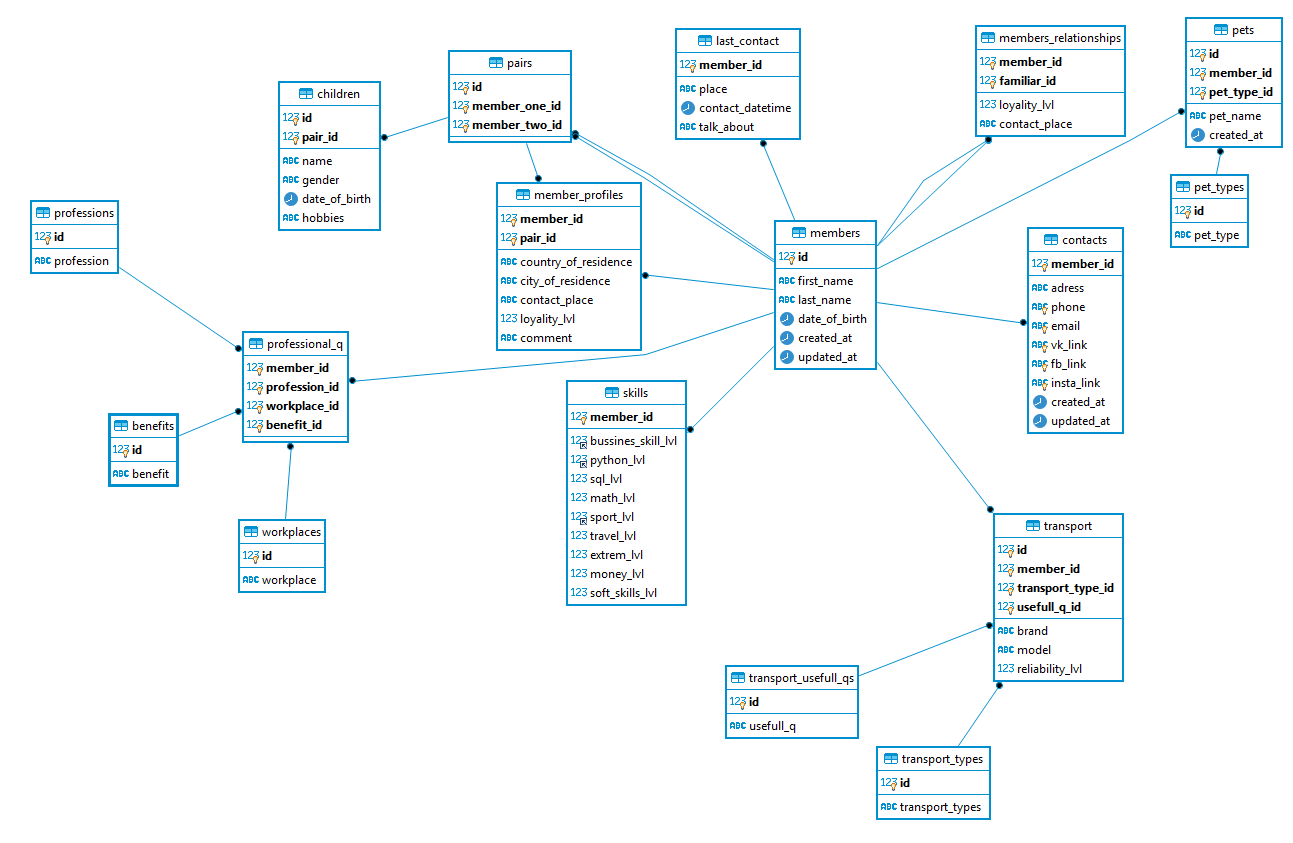 last_contact
123 member_id
ABC place
contact_datetime
ABC talk_about
members_relationships
123 member_id
123 familiar_id
123 loyality_lvl
ABC contact_place
pets
123 id
123 member_id
123 pet_type_id
ABC pet_name
created_at
pairs
123 id
123 member_one_id
123 member_two_id
children
123 id
123 pair_id
ABC name
ABC gender
date_of_birth
ABC hobbies
pet_types
123 id
ABC pet_type
member_profiles
123 member_id
123 pair_id
ABC country_of_residence
ABC city_of_residence
ABC contact_place
123 loyality_lvl
ABC comment
professions
123 id
ABC profession
members
123 id
ABC first_name
ABC last_name
date_of_birth
created_at
updated_at
contacts
123 member_id
ABC adress
ABC phone
ABC email
ABC vk_link
ABC fb_link
ABC insta_link
created_at
updated_at
professional_q
123 member_id
123 profession_id
123 workplace_id
123 benefit_id
benefits
123 id
ABC benefit
skills
123 member_id
123 bussines_skill_lvl
123 python_lvl
123 sql_lvl
123 math_lvl
123 sport_lvl
123 travel_lvl
123 extrem_lvl
123 money_lvl
123 soft_skills_lvl
workplaces
123 id
ABC workplace
transport
123 id
123 member_id
123 transport_type_id
123 usefull_q_id
ABC brand
ABC model
123 reliability_lvl
transport_usefull_qs
123 id
ABC usefull_q
transport_types
123 id
ABC transport_types